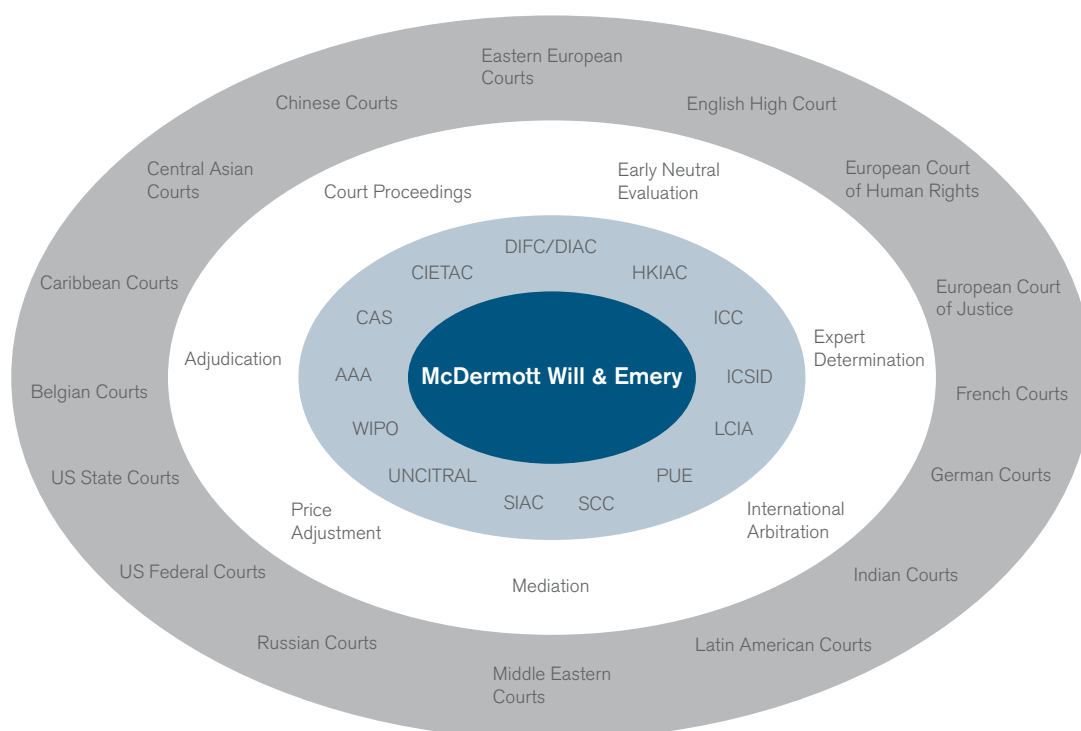 Eastern European
Courts
Chinese Courts
English High Court
Central Asian
Courts
European Court
of Human Rights
Court Proceedings
Early Neutral
Evaluation
DIFC/DIAC
CIETAC
HKIAC
Caribbean Courts
European Court
of Justice
CAS
ICC
Adjudication
Expert
Determination
AAA
McDermott Will & Emery
ICSID
Belgian Courts
French Courts
WIPO
LCIA
US State Courts
UNCITRAL
PUE
German Courts
SIAC
SCC
Price
Adjustment
International
Arbitration
US Federal Courts
Mediation
Indian Courts
Russian Courts
Latin American Courts
Middle Eastern
Courts